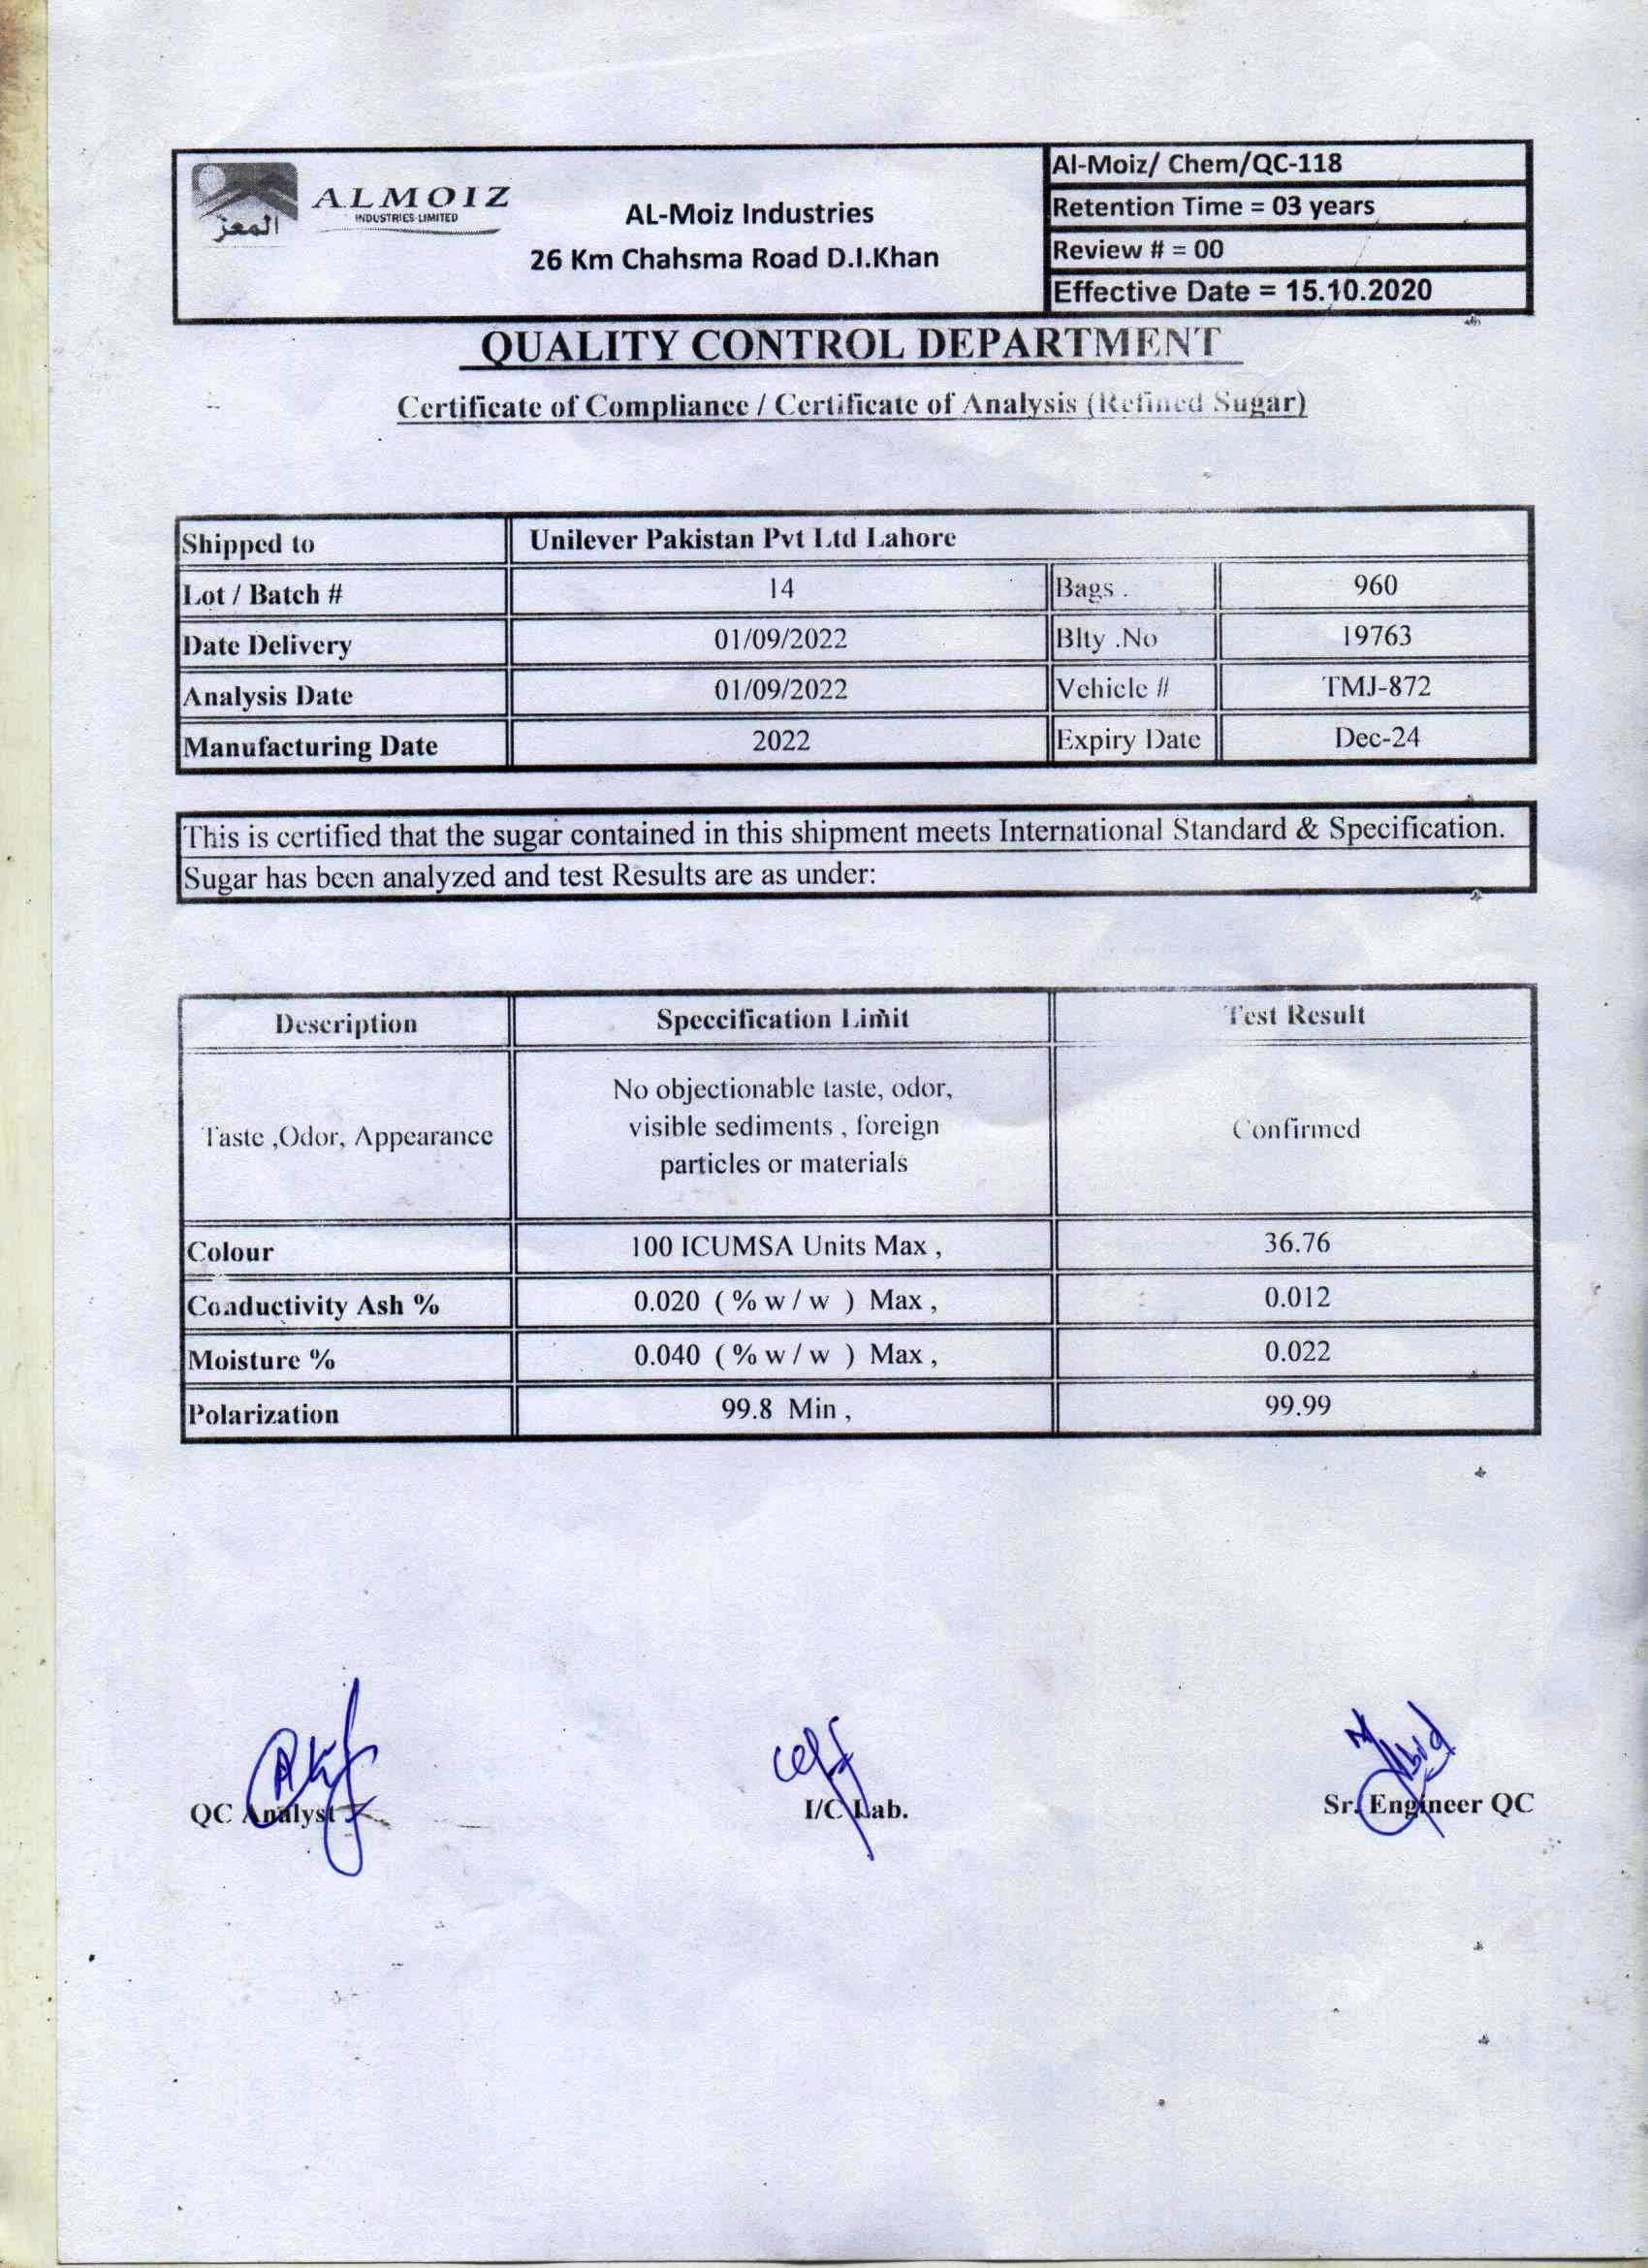 المعز
ALMOIZ
INDUSTRIES LIMITED
AL-Moiz Industries
26 Km Chahsma Road D.I.Khan
Al-Moiz/ Chem/QC-118
Retention Time = 03 years
Review # = 00
Effective Date = 15.10.2020
QUALITY CONTROL DEPARTMENT
Certificate of Compliance / Certificate of Analysis (Refined Sugar)
Shipped to Unilever Pakistan Pvt Ltd Lahore
Lot / Batch # 14 Bags . 960
Date Delivery 01/09/2022 Blty .No 19763
Analysis Date 01/09/2022 Vehicle # TMJ-872
Manufacturing Date 2022 Expiry Date Dec-24
This is certified that the sugar contained in this shipment meets International Standard & Specification.
Sugar has been analyzed and test Results are as under:
Description Speccification Limit Test Result
Taste ,Odor, Appearance
No objectionable taste, odor,
visible sediments , foreign
particles or materials
Confirmed
Colour 100 ICUMSA Units Max , 36.76
Conductivity Ash % 0.020 ( % w / w ) Max , 0.012
Moisture % 0.040 ( % w / w ) Max , 0.022
Polarization 99.8 Min , 99.99
QC Analyst I/C Lab. Sr. Engineer QC